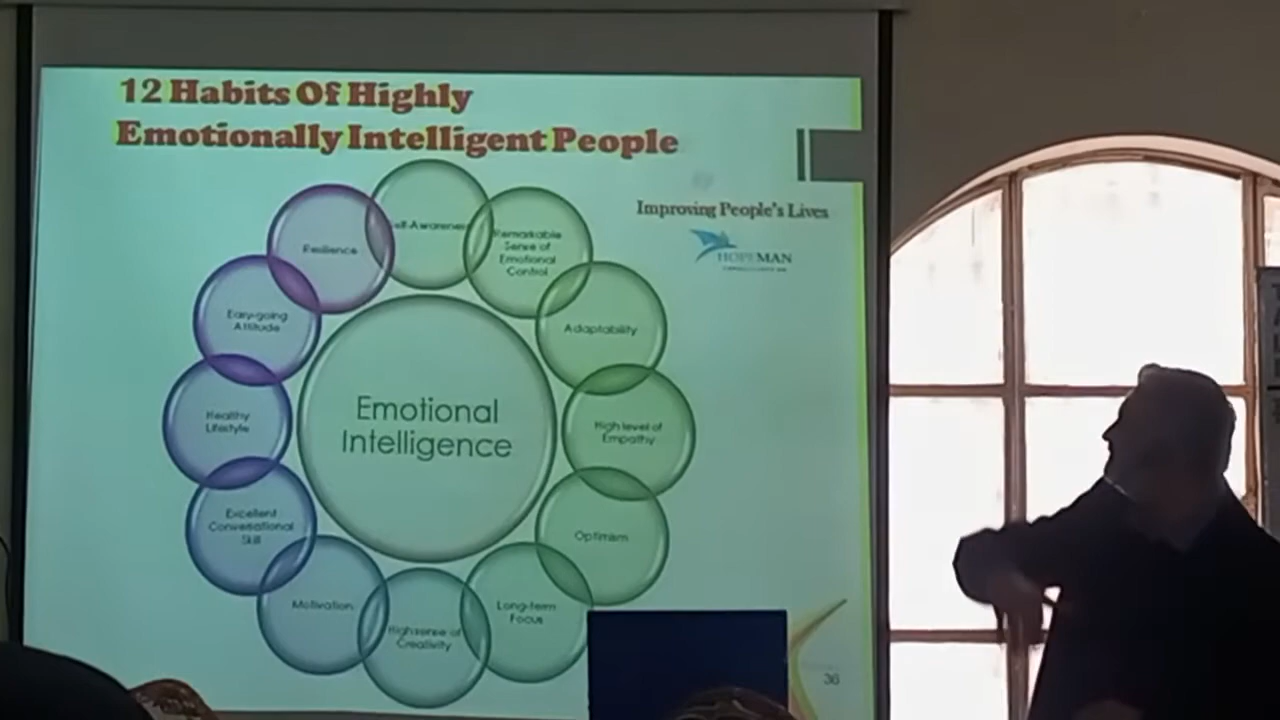 12 Habits Of Highly
Emotionally Intelligent People
Improving People's Lives
HOPEMAN
Self-Awareness
Remarkable
Sense of
Emotional
Control
Adaptability
High level of
Empathy
Optimism
Long-term
Focus
High sense of
Creativity
Motivation
Excellent
Conversational
Skill
Healthy
Lifestyle
Easy-going
Attitude
Resilience
Emotional
Intelligence
36